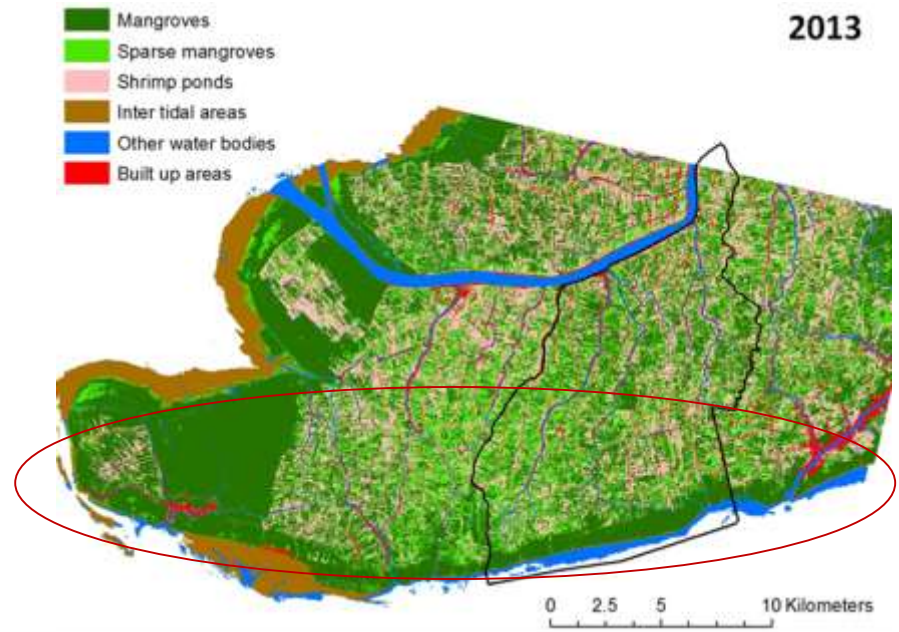 Mangroves
Sparse mangroves
Shrimp ponds
Inter tidal areas
Other water bodies
Built up areas
2013
0 2.5 5 10 Kilometers